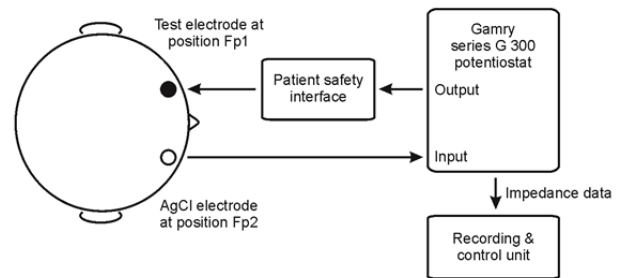 Test electrode at
position Fp1
Patient safety
interface
Gamry
series G 300
potentiostat
Output
Input
AgCl electrode
at position Fp2
Impedance data
Recording &
control unit